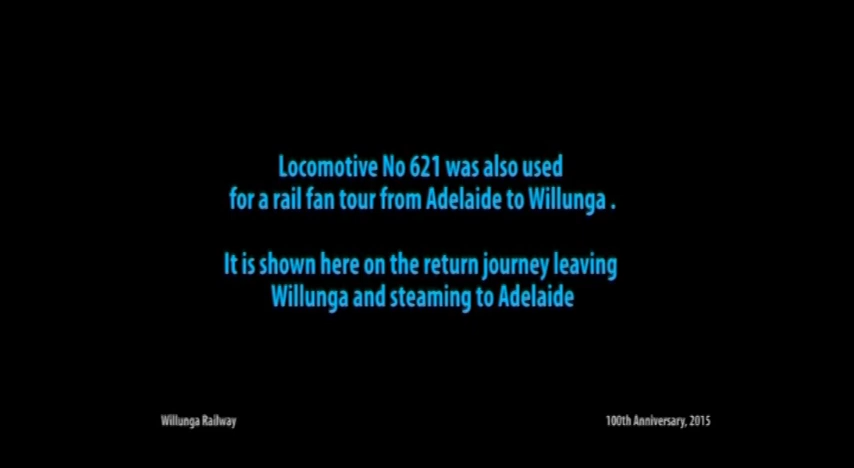 Locomotive No 621 was also used
for a rail fan tour from Adelaide to Willunga .
It is shown here on the return journey leaving
Willunga and steaming to Adelaide
Willunga Railway
100th Anniversary, 2015